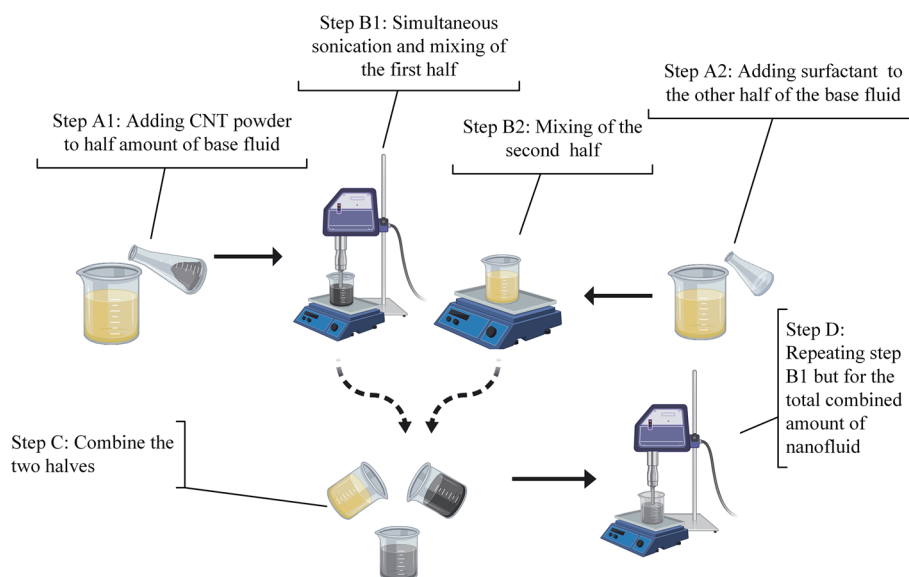 Step B1: Simultaneous
sonication and mixing of
the first half
Step A2: Adding surfactant to
the other half of the base fluid
Step A1: Adding CNT powder
to half amount of base fluid
Step B2: Mixing of the
second half
Step D:
Repeating step
B1 but for the
total combined
amount of
nanofluid
Step C: Combine the
two halves